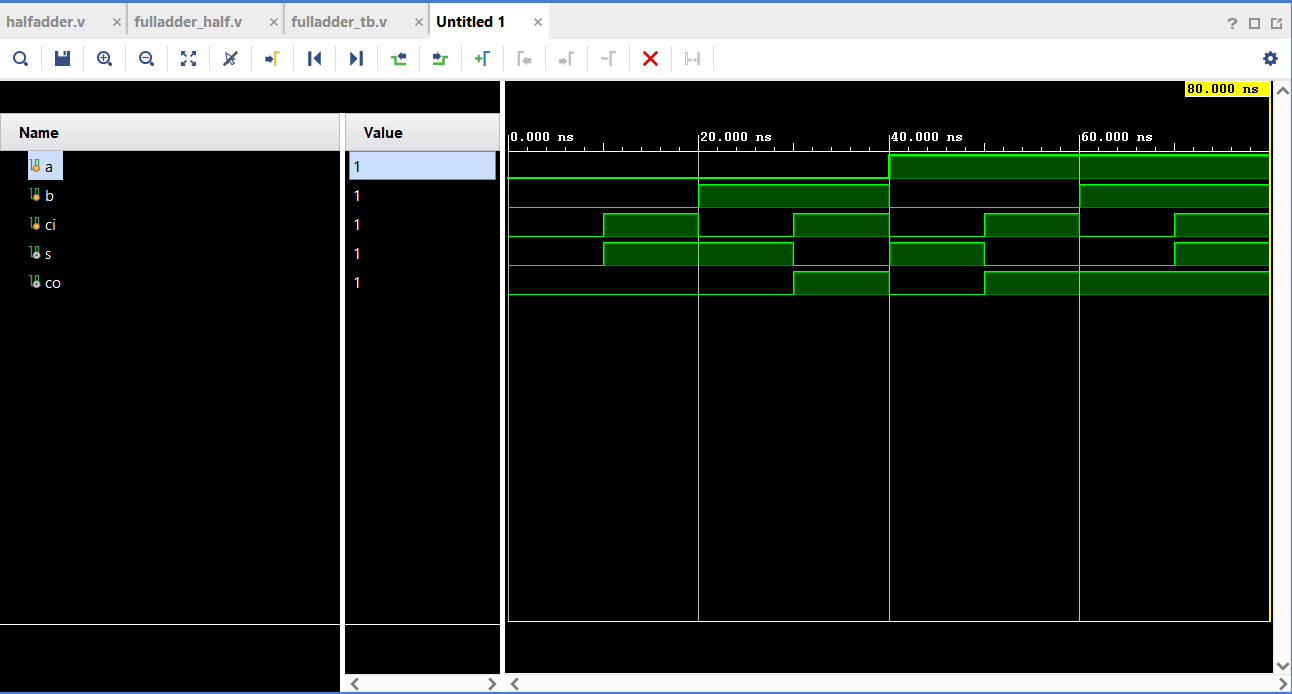 halfadder.v × fulladder_half.v × fulladder_tb.v × Untitled 1 ×
?
80.000 ns
Name Value
0.000 ns 20.000 ns 40.000 ns 60.000 ns
a 1
b 1
ci 1
s 1
co 1